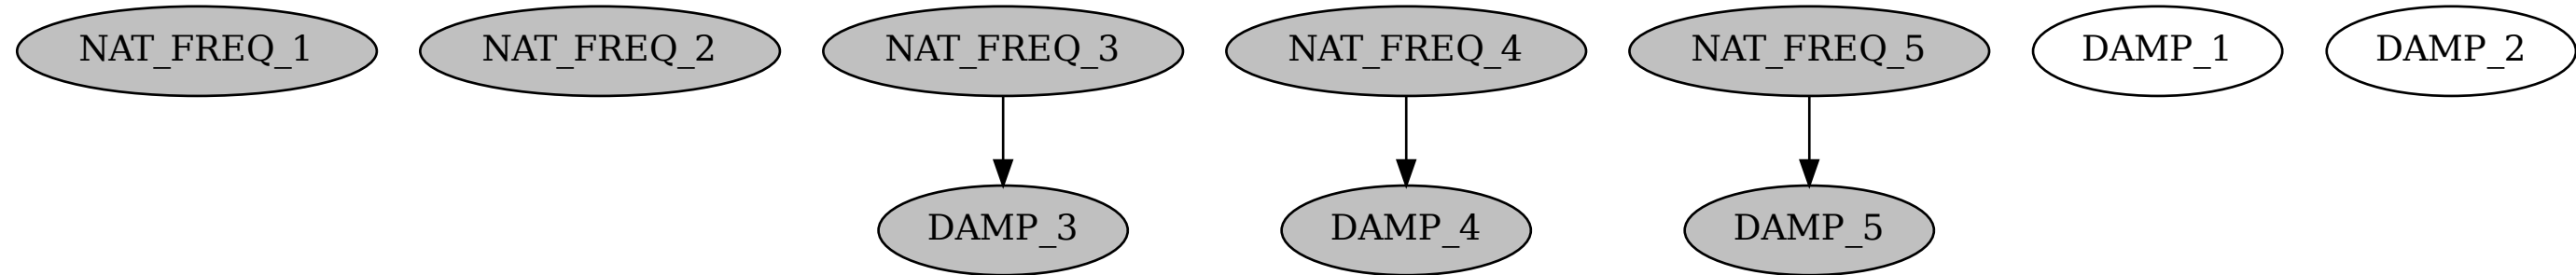 NAT_FREQ_1
NAT_FREQ_2
NAT_FREQ_3
NAT_FREQ_4
NAT_FREQ_5
DAMP_1
DAMP_2
DAMP_3
DAMP_4
DAMP_5